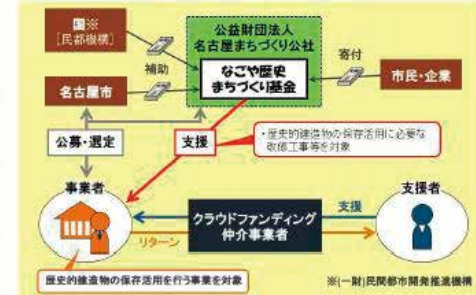 国※
[民都機構]
公益財団法人
名古屋まちづくり公社
なごや歴史
まちづくり基金
補助
寄付
名古屋市
市民・企業
公募・選定
支援
・歴史的建造物の保存活用に必要な
改修工事等を対象
事業者
支援者
クラウドファンディング
仲介事業者
支援
リターン
歴史的建造物の保存活用を行う事業を対象
※(一財)民間都市開発推進機構